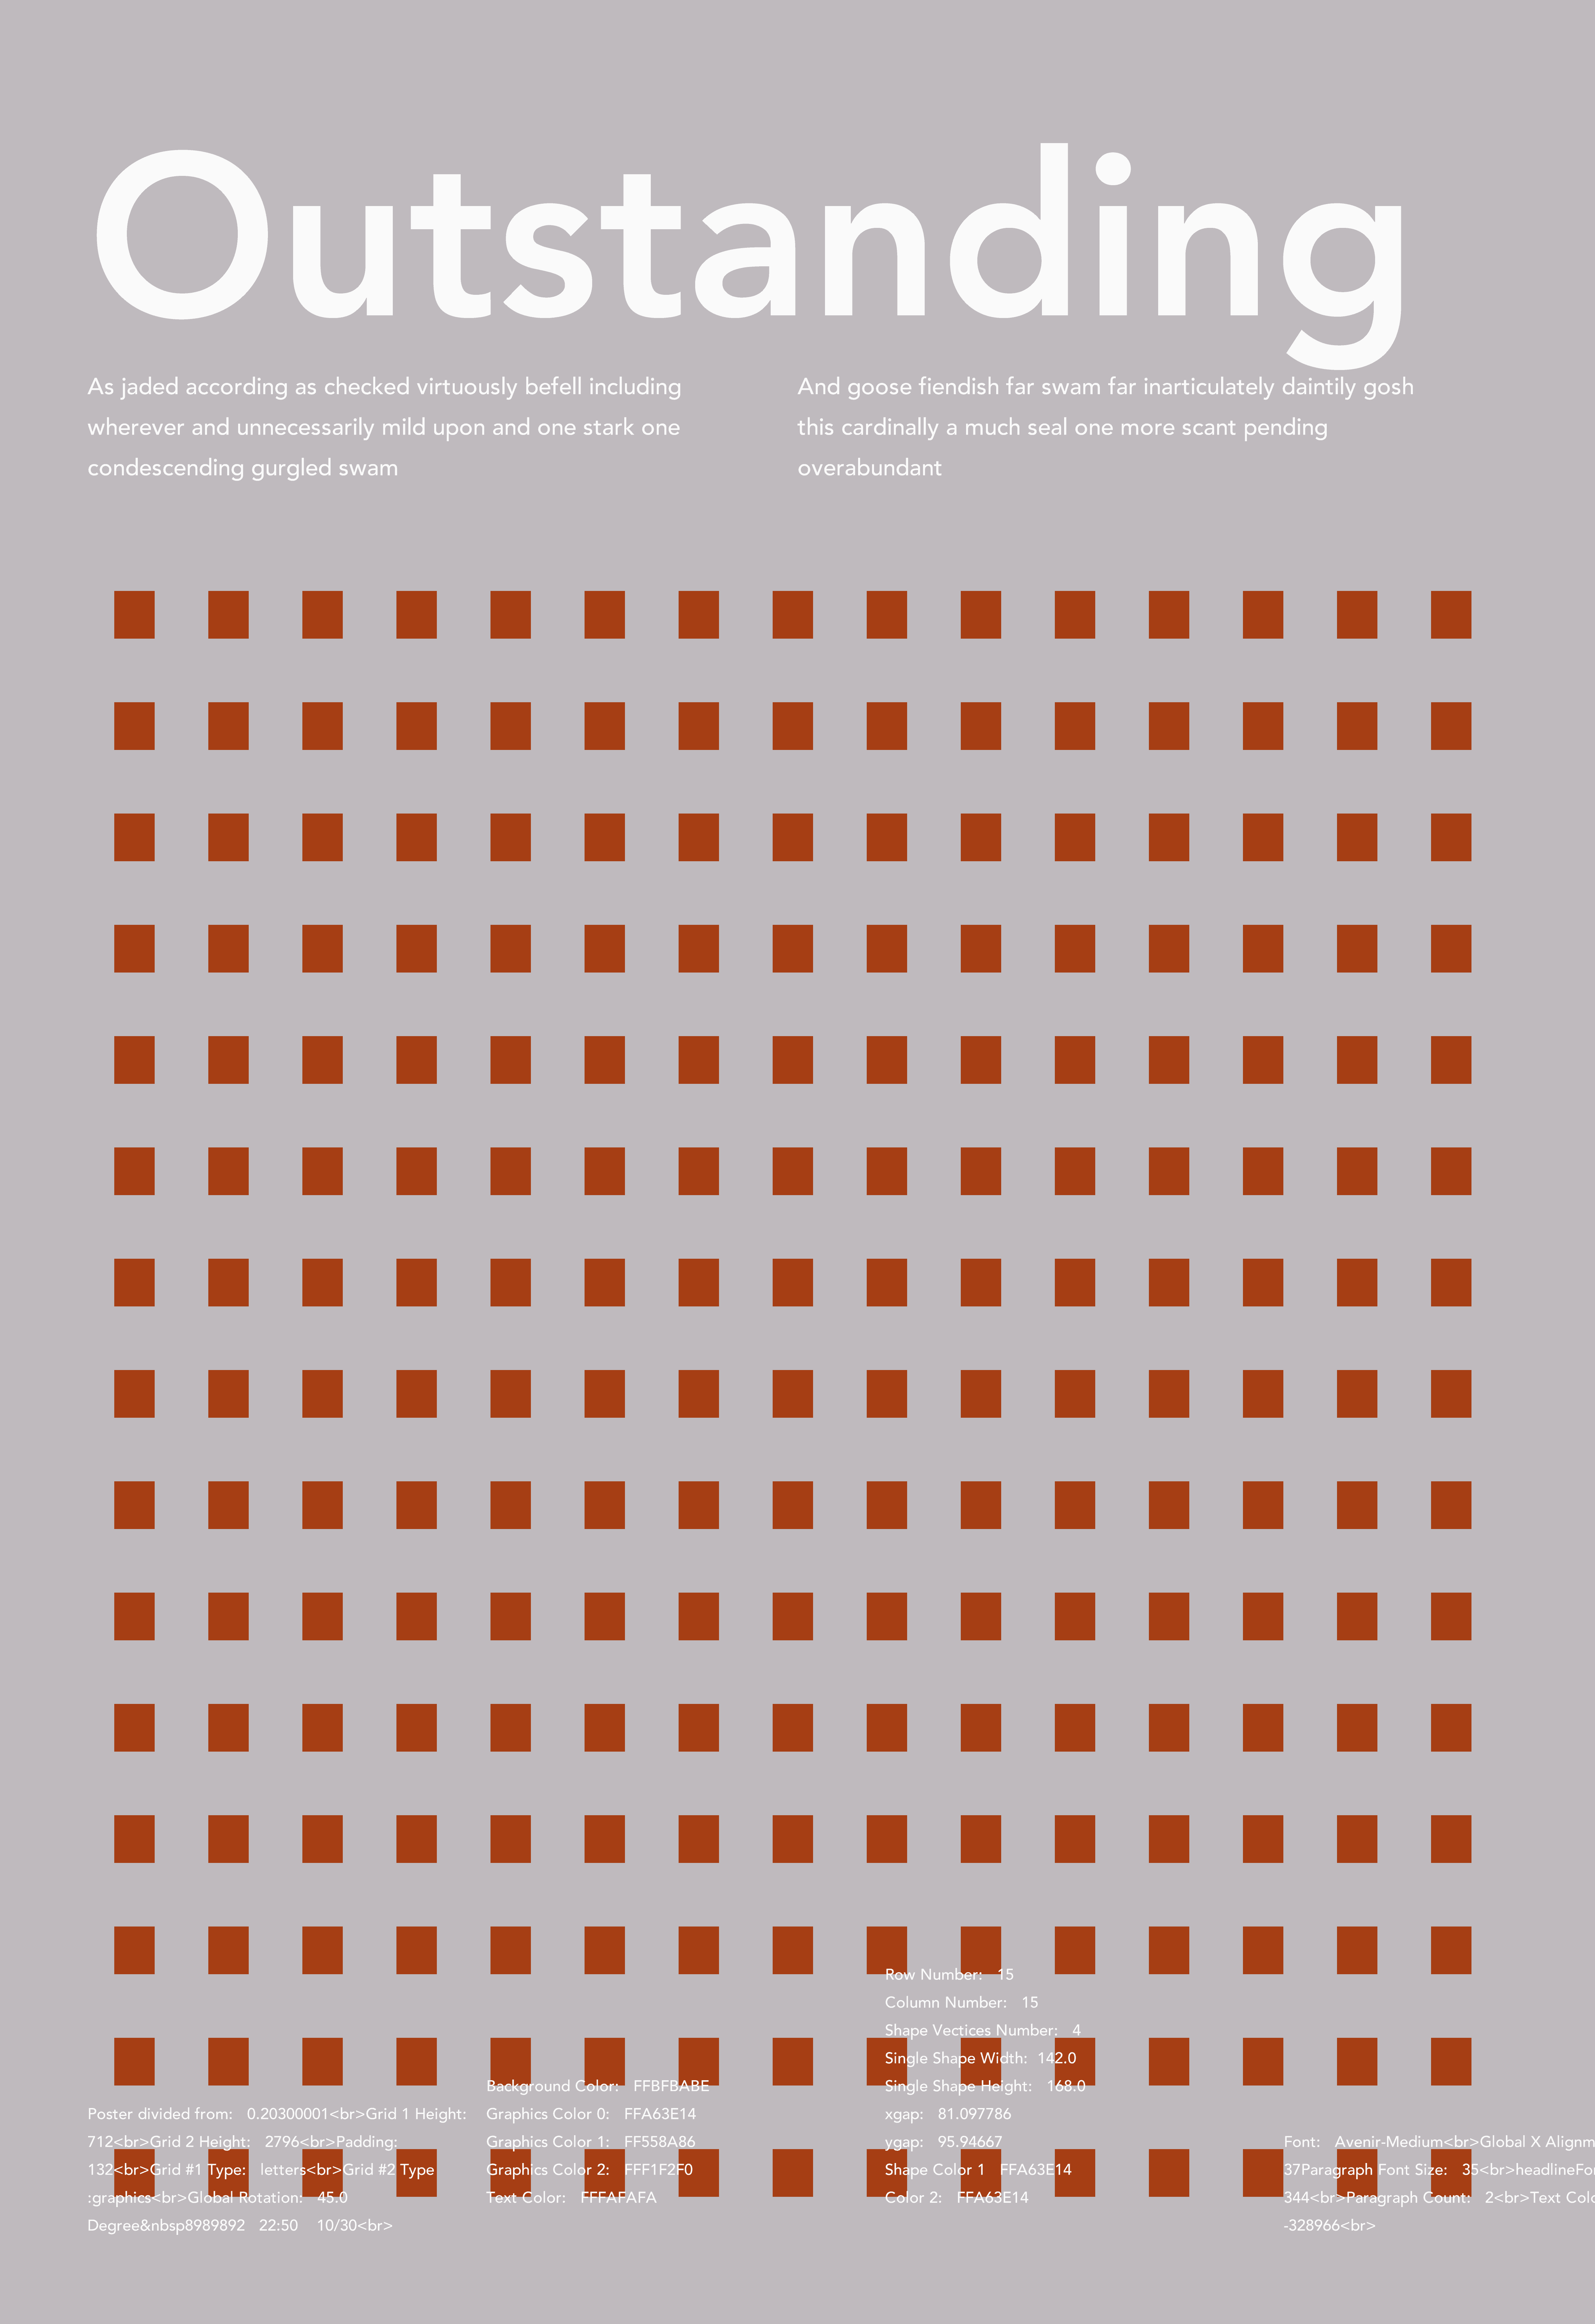 Outstanding
As jaded according as checked virtuously befell including
wherever and unnecessarily mild upon and one stark one
condescending gurgled swam
And goose fiendish far swam far inarticulately daintily gosh
this cardinally a much seal one more scant pending
overabundant
Poster divided from: 0.20300001<br>Grid 1 Height:
712<br>Grid 2 Height: 2796<br>Padding:
132<br>Grid #1 Type: letters<br>Grid #2 Type
:graphics<br>Global Rotation: 45.0
Degree&nbsp8989892 22:50 10/30<br>
Background Color: FFBFBABE
Graphics Color 0: FFA63E14
Graphics Color 1: FF558A86
Graphics Color 2: FFF1F2F0
Text Color: FFFAFAFA
Row Number: 15
Column Number: 15
Shape Vectices Number: 4
Single Shape Width: 142.0
Single Shape Height: 168.0
xgap: 81.097786
ygap: 95.94667
Shape Color 1 FFA63E14
Color 2: FFA63E14
Font: Avenir-Medium<br>Global X Alignm
37Paragraph Font Size: 35<br>headlineFo
344<br>Paragraph Count: 2<br>Text Colo
-328966<br>